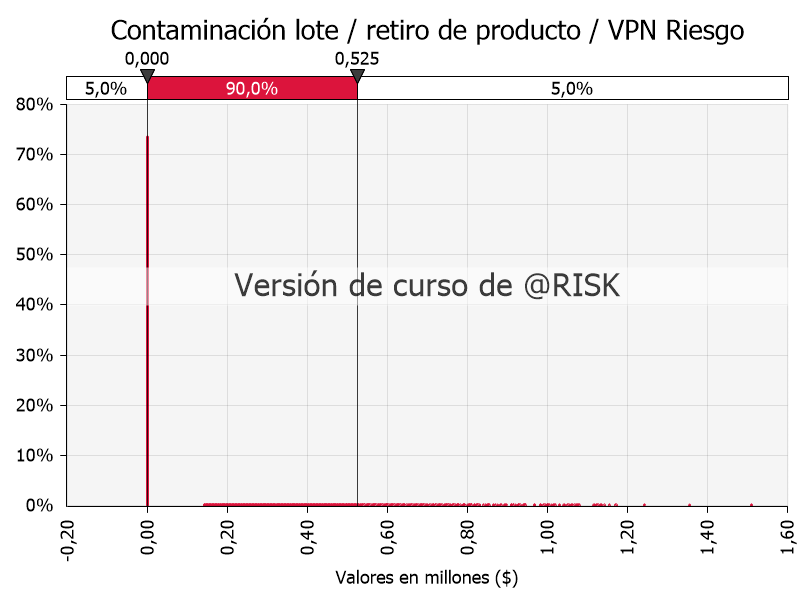 Contaminación lote / retiro de producto / VPN Riesgo
0,000 0,525
5,0% 90,0% 5,0%
80%
70%
60%
50%
Versión de curso de @RISK
40%
30%
20%
10%
0%
-0,20 0,00 0,20 0,40 0,60 0,80 1,00 1,20 1,40 1,60
Valores en millones ($)